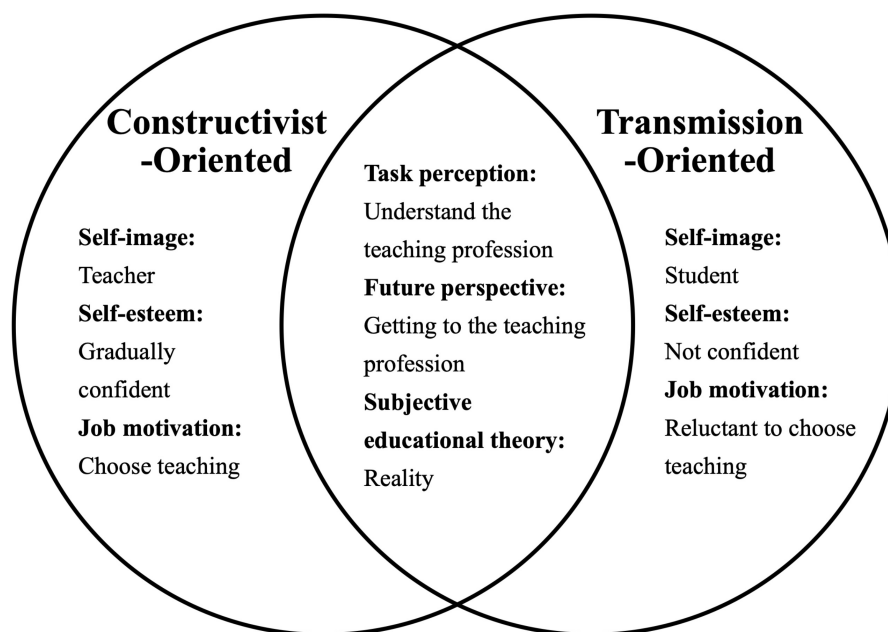 Constructivist
-Oriented
Self-image:
Teacher
Self-esteem:
Gradually
confident
Job motivation:
Choose teaching
Task perception:
Understand the
teaching profession
Future perspective:
Getting to the teaching
profession
Subjective
educational theory:
Reality
Transmission
-Oriented
Self-image:
Student
Self-esteem:
Not confident
Job motivation:
Reluctant to choose
teaching